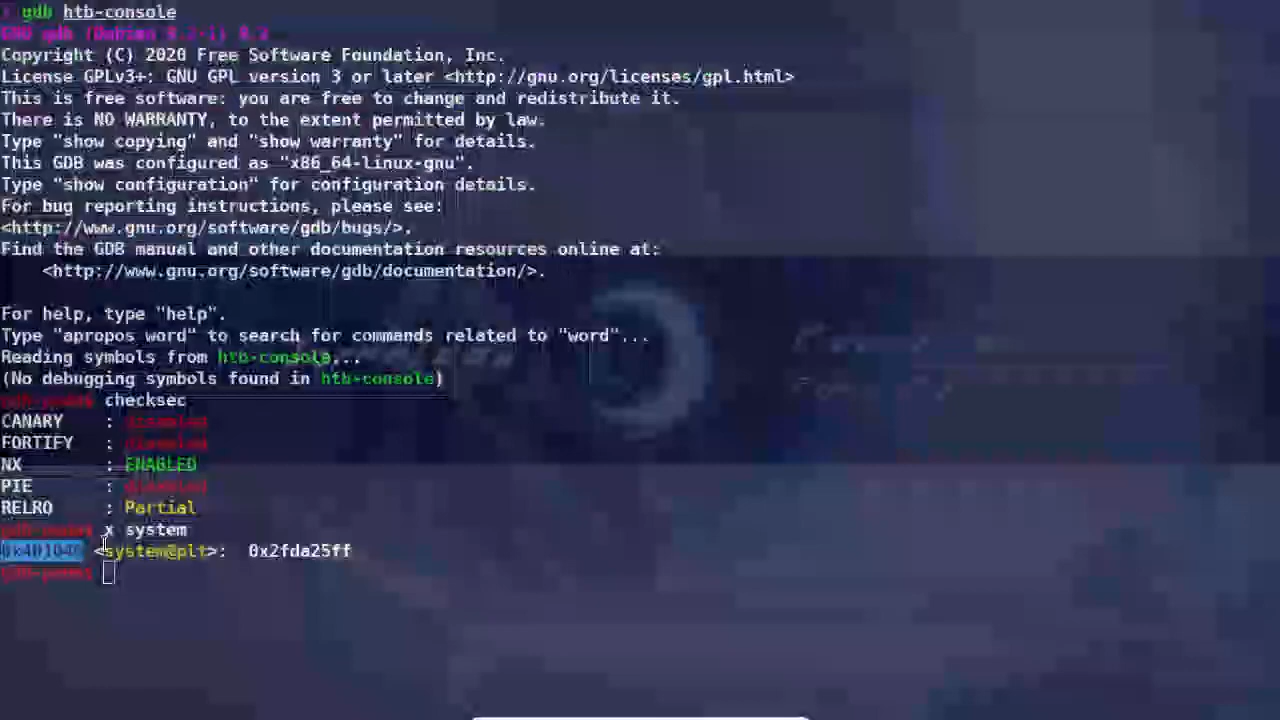 gdb htb-console
GNU gdb (Debian 9.2-1) 9.2
Copyright (C) 2020 Free Software Foundation, Inc.
License GPLv3+: GNU GPL version 3 or later <http://gnu.org/licenses/gpl.html>
This is free software: you are free to change and redistribute it.
There is NO WARRANTY, to the extent permitted by law.
Type "show copying" and "show warranty" for details.
This GDB was configured as "x86_64-linux-gnu".
Type "show configuration" for configuration details.
For bug reporting instructions, please see:
<http://www.gnu.org/software/gdb/bugs/>.
Find the GDB manual and other documentation resources online at:
<http://www.gnu.org/software/gdb/documentation/>.
For help, type "help".
Type "apropos word" to search for commands related to "word"...
Reading symbols from htb-console...
(No debugging symbols found in htb-console)
gdb-peda$ checksec
CANARY : disabled
FORTIFY : disabled
NX : ENABLED
PIE : disabled
RELRO : Partial
gdb-peda$ x system
0x401040 <system@plt>: 0x2fda25ff
gdb-peda$